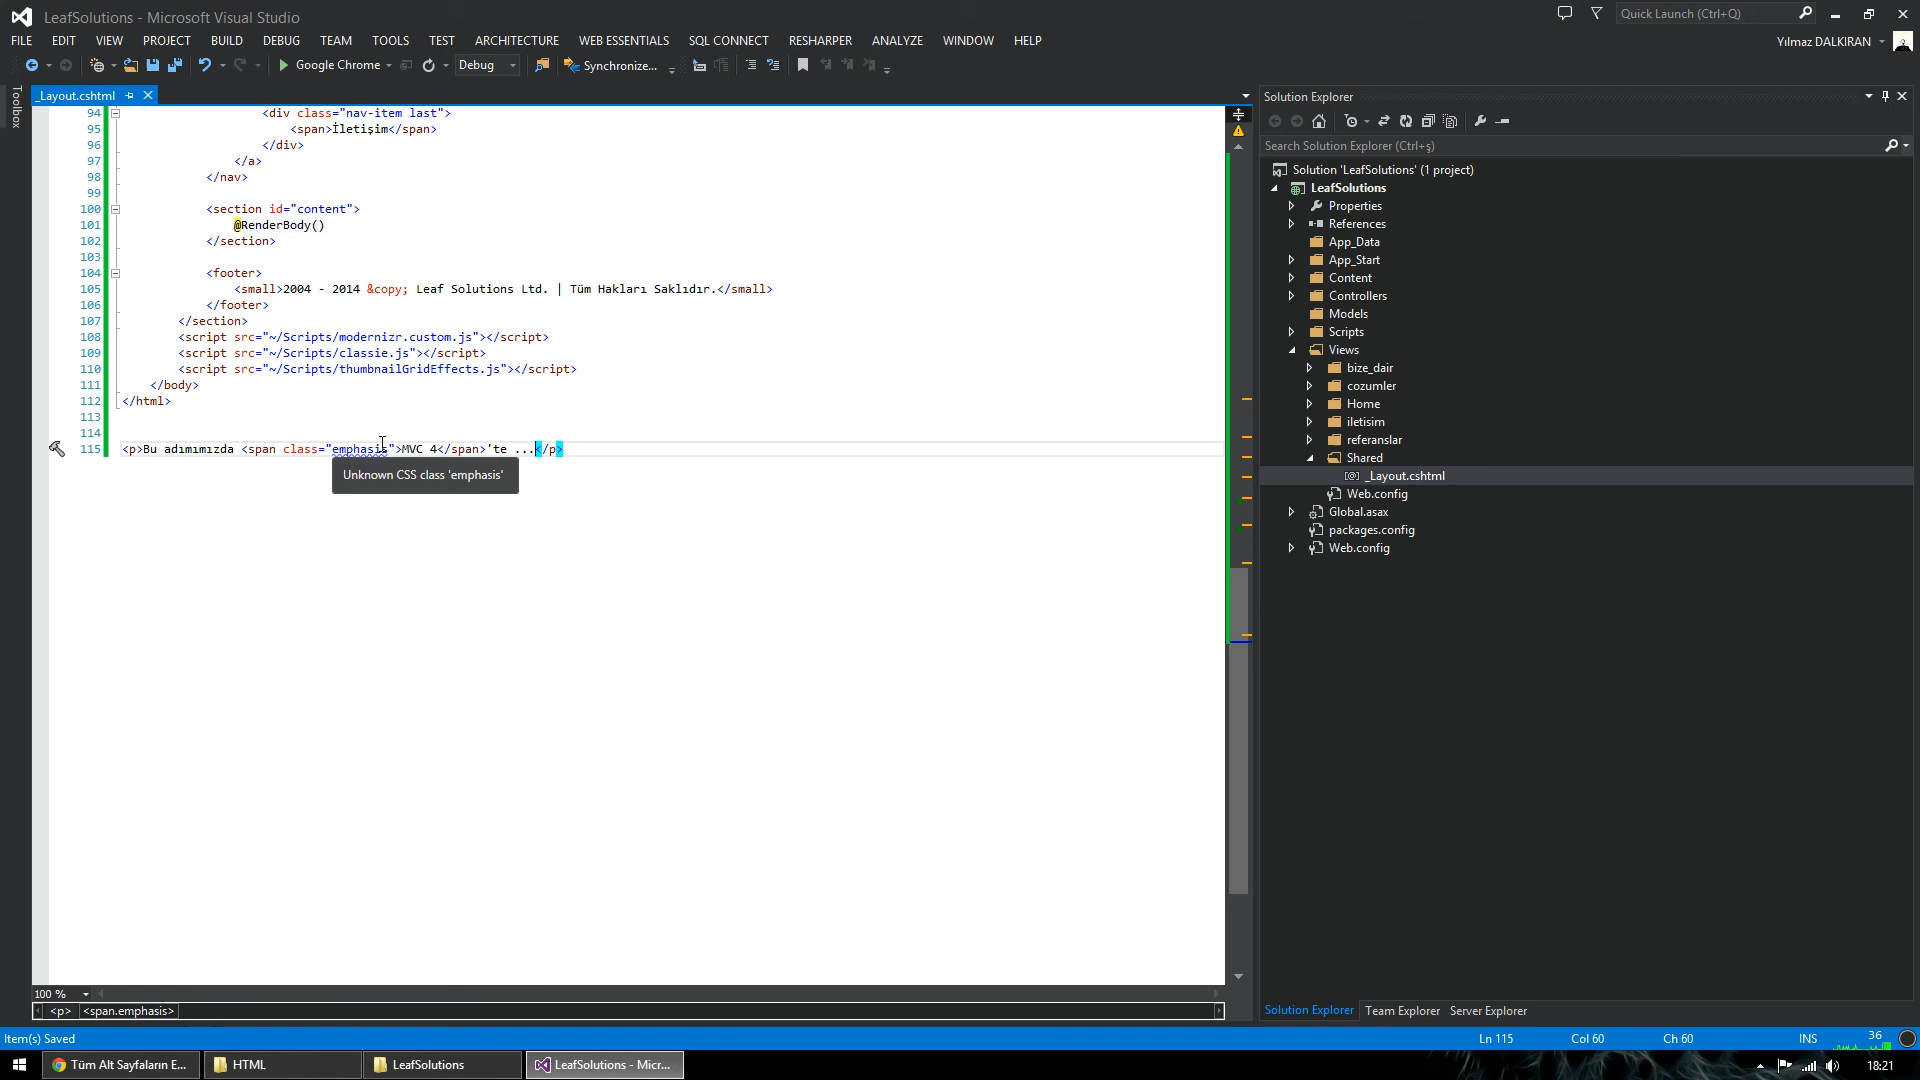 LeafSolutions - Microsoft Visual Studio
Quick Launch (Ctrl+Q)
FILE EDIT VIEW PROJECT BUILD DEBUG TEAM TOOLS TEST ARCHITECTURE WEB ESSENTIALS SQL CONNECT RESHARPER ANALYZE WINDOW HELP
Yılmaz DALKIRAN
Google Chrome Debug Synchronize...
Toolbox
_Layout.cshtml
94 <div class="nav-item last">
95 <span>İletişim</span>
96 </div>
97 </a>
98 </nav>
99
100 <section id="content">
101 @RenderBody()
102 </section>
103
104 <footer>
105 <small>2004 - 2014 &copy; Leaf Solutions Ltd. | Tüm Hakları Saklıdır.</small>
106 </footer>
107 </section>
108 <script src="~/Scripts/modernizr.custom.js"></script>
109 <script src="~/Scripts/classie.js"></script>
110 <script src="~/Scripts/thumbnailGridEffects.js"></script>
111 </body>
112 </html>
113
114
115 <p>Bu adımımızda <span class="emphasis">MVC 4</span>'te ...</p>
Unknown CSS class 'emphasis'
100 %
<p> <span.emphasis>
Solution Explorer
Search Solution Explorer (Ctrl+ş)
Solution 'LeafSolutions' (1 project)
LeafSolutions
Properties
References
App_Data
App_Start
Content
Controllers
Models
Scripts
Views
bize_dair
cozumler
Home
iletisim
referanslar
Shared
_Layout.cshtml
Web.config
Global.asax
packages.config
Web.config
Solution Explorer Team Explorer Server Explorer
Item(s) Saved
Ln 115 Col 60 Ch 60 INS 36
Tüm Alt Sayfaların E...
HTML
LeafSolutions
LeafSolutions - Micr...
18:21